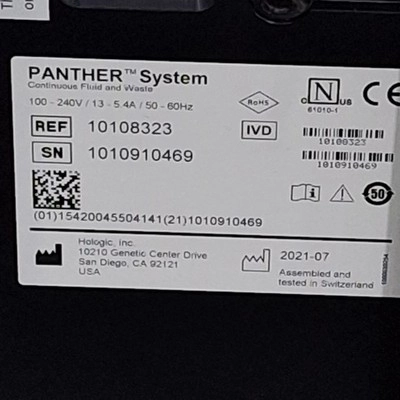 PANTHER™ System
Continuous Fluid and Waste
100 - 240V / 13 - 5.4A / 50 - 60Hz
RoHS
C N US
61010-1
CE
REF 10108323
IVD
10108323
SN 1010910469
1010910469
50
(01)15420045504141(21)1010910469
Hologic, Inc.
10210 Genetic Center Drive
San Diego, CA 92121
USA
2021-07
Assembled and
tested in Switzerland